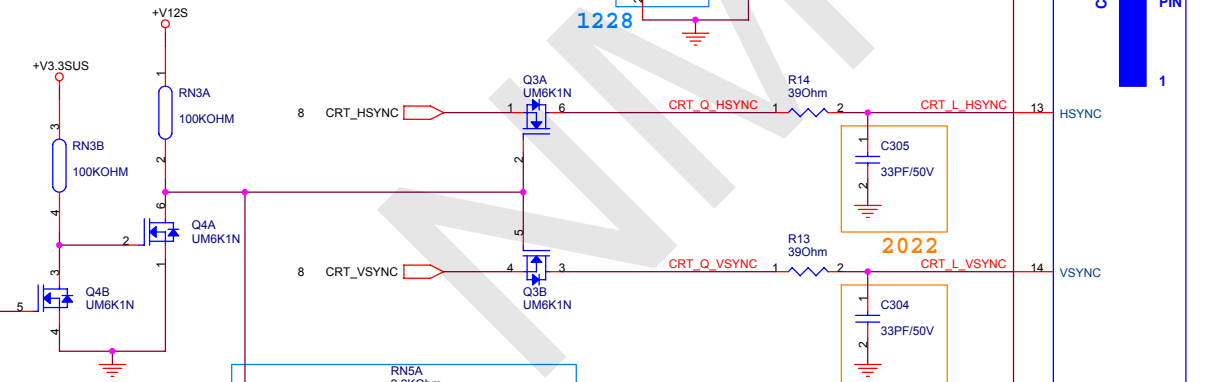 +V12S
1228
C
PIN
+V3.3SUS
1
RN3A
100KOHM
2
3
RN3B
100KOHM
4
8 CRT_HSYNC
1
Q3A
UM6K1N
6
CRT_Q_HSYNC
1
R14
39Ohm
2
CRT_L_HSYNC
13
HSYNC
1
C305
33PF/50V
1
2
2022
2
6
2
Q4A
UM6K1N
1
3
5
Q4B
UM6K1N
4
5
8 CRT_VSYNC
4
3
Q3B
UM6K1N
CRT_Q_VSYNC
1
R13
39Ohm
2
CRT_L_VSYNC
14
VSYNC
1
C304
33PF/50V
2
RN5A